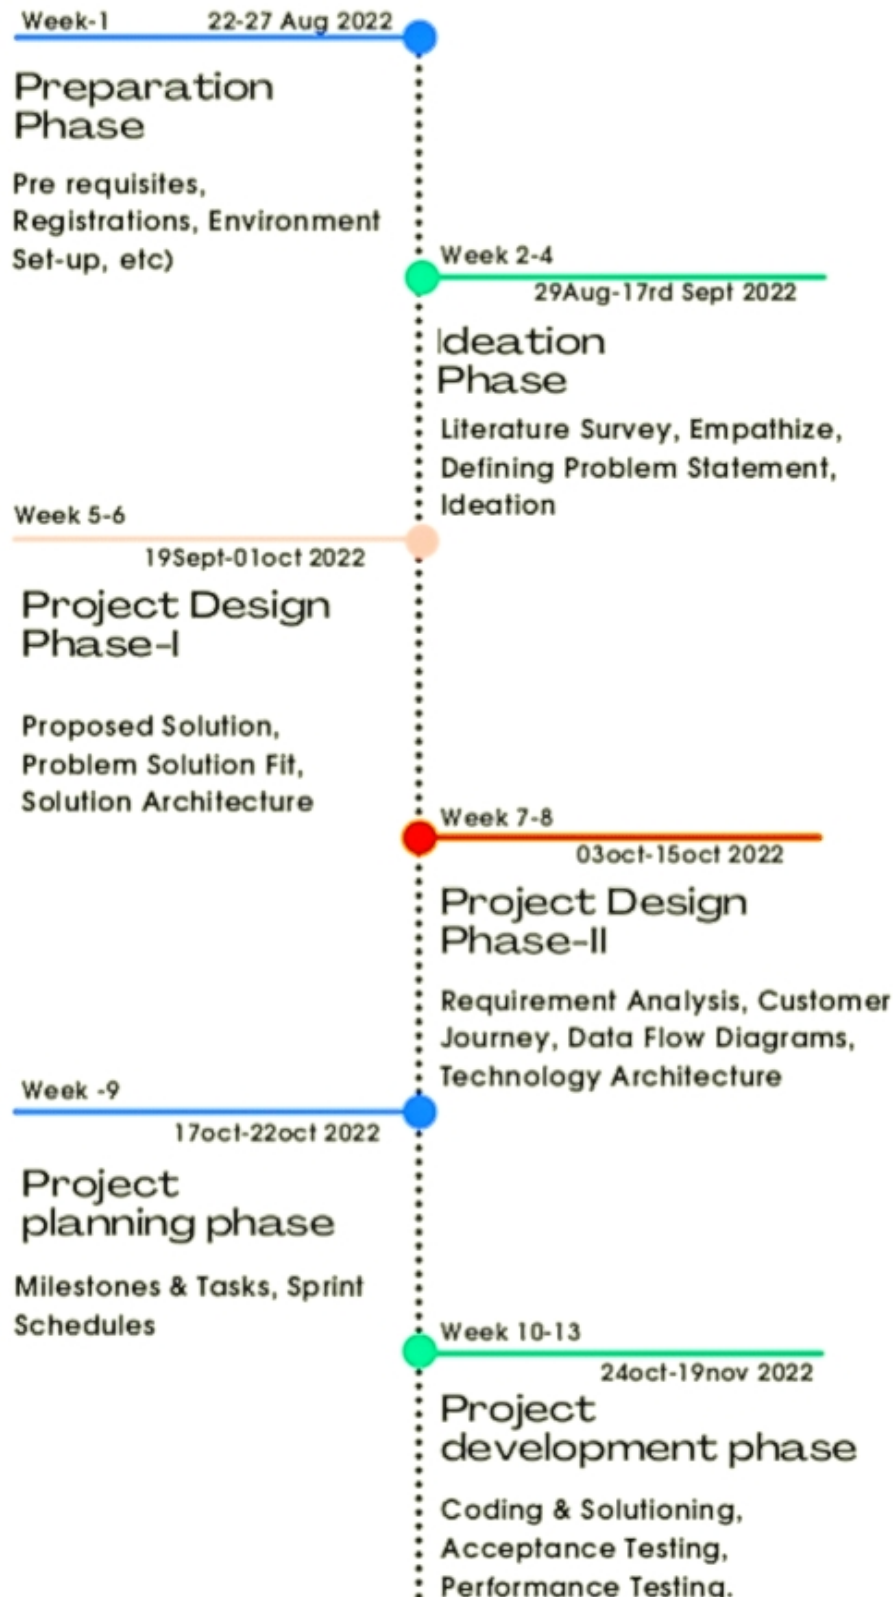 Week-1 22-27 Aug 2022
Preparation
Phase
Pre requisites,
Registrations, Environment
Set-up, etc)
Week 2-4
29Aug-17rd Sept 2022
Ideation
Phase
Literature Survey, Empathize,
Defining Problem Statement,
Ideation
Week 5-6
19Sept-01oct 2022
Project Design
Phase-I
Proposed Solution,
Problem Solution Fit,
Solution Architecture
Week 7-8
03oct-15oct 2022
Project Design
Phase-II
Requirement Analysis, Customer
Journey, Data Flow Diagrams,
Technology Architecture
Week -9
17oct-22oct 2022
Project
planning phase
Milestones & Tasks, Sprint
Schedules
Week 10-13
24oct-19nov 2022
Project
development phase
Coding & Solutioning,
Acceptance Testing,
Performance Testing.